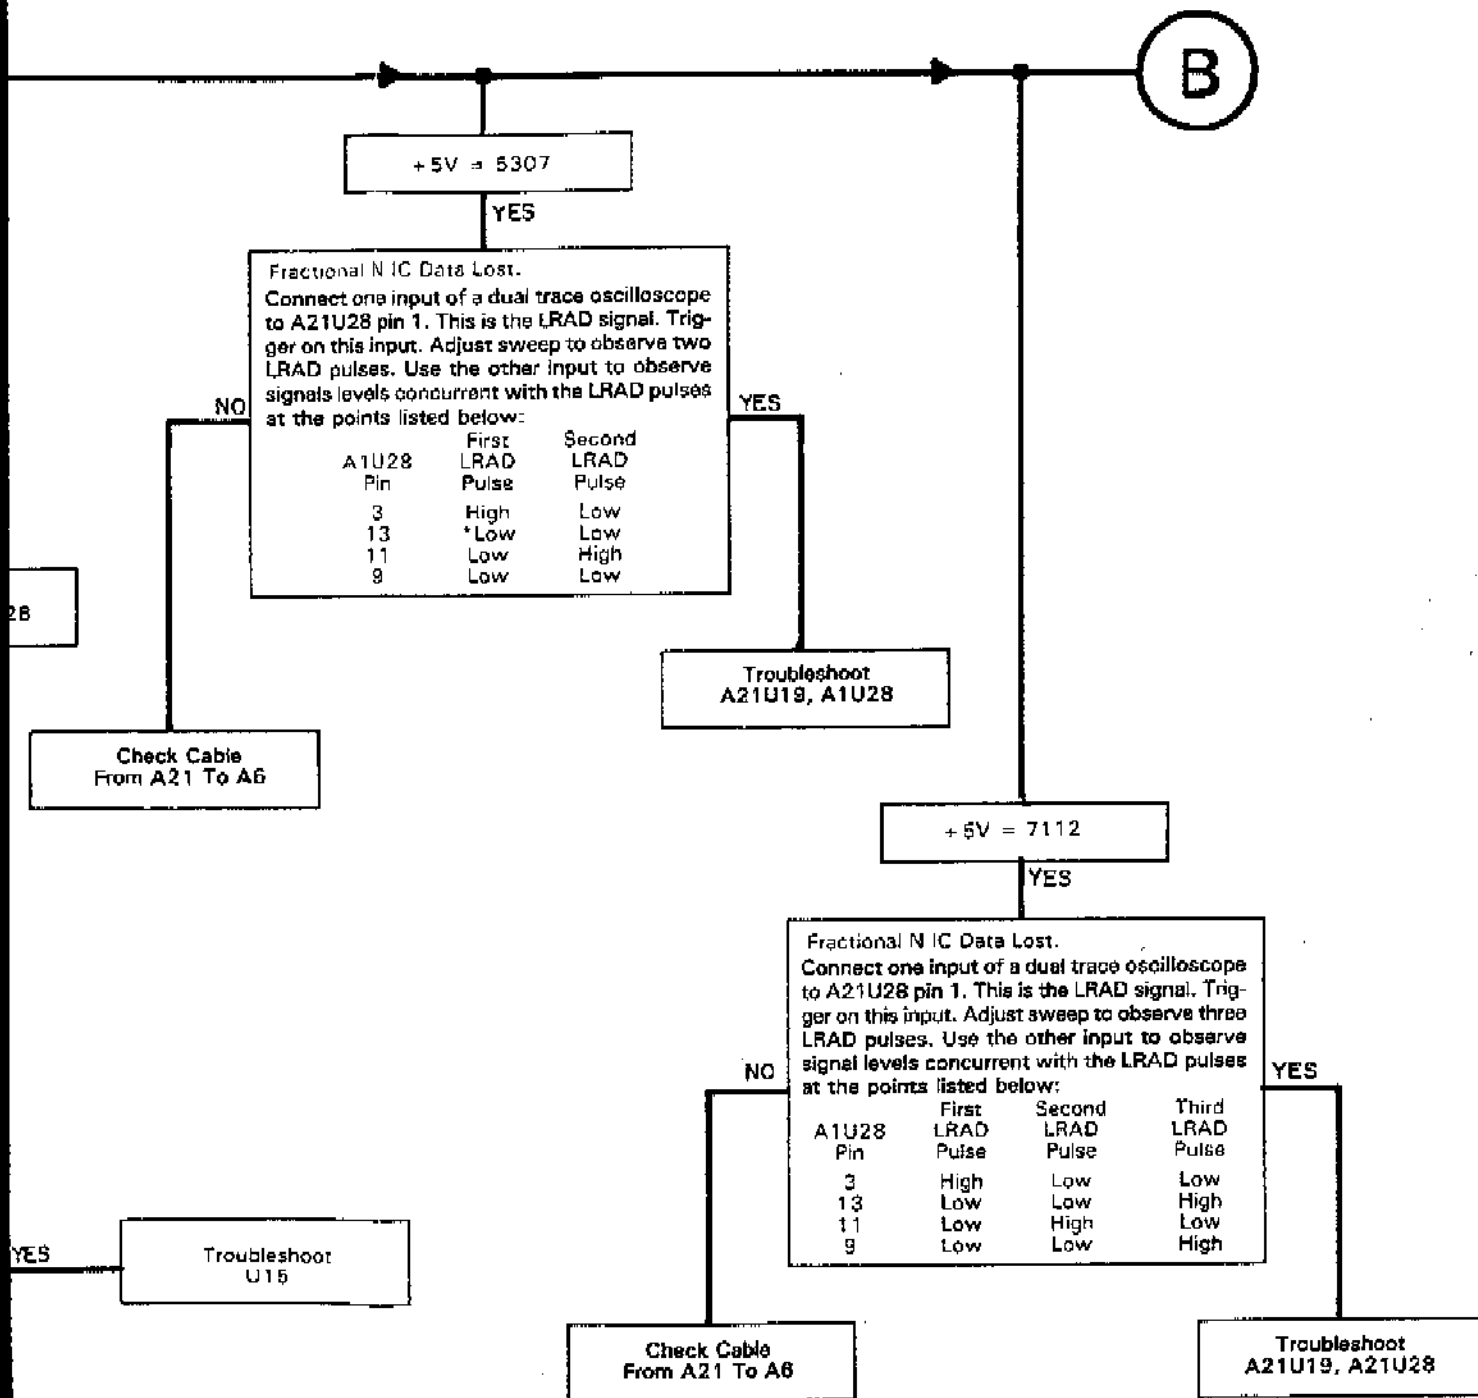 B
+5V = 5307
YES
Fractional N IC Data Lost.
Connect one input of a dual trace oscilloscope
to A21U28 pin 1. This is the LRAD signal. Trig-
ger on this input. Adjust sweep to observe two
LRAD pulses. Use the other input to observe
signals levels concurrent with the LRAD pulses
at the points listed below:
First Second
A1U28 LRAD LRAD
Pin Pulse Pulse
3 High Low
13 *Low Low
11 Low High
9 Low Low
NO
YES
28
Troubleshoot
A21U19, A1U28
Check Cable
From A21 To A6
+5V = 7112
YES
Fractional N IC Data Lost.
Connect one input of a dual trace oscilloscope
to A21U28 pin 1. This is the LRAD signal. Trig-
ger on this input. Adjust sweep to observe three
LRAD pulses. Use the other input to observe
signal levels concurrent with the LRAD pulses
at the points listed below:
First Second Third
A1U28 LRAD LRAD LRAD
Pin Pulse Pulse Pulse
3 High Low Low
13 Low Low High
11 Low High Low
9 Low Low High
NO
YES
YES
Troubleshoot
U15
Check Cable
From A21 To A6
Troubleshoot
A21U19, A21U28